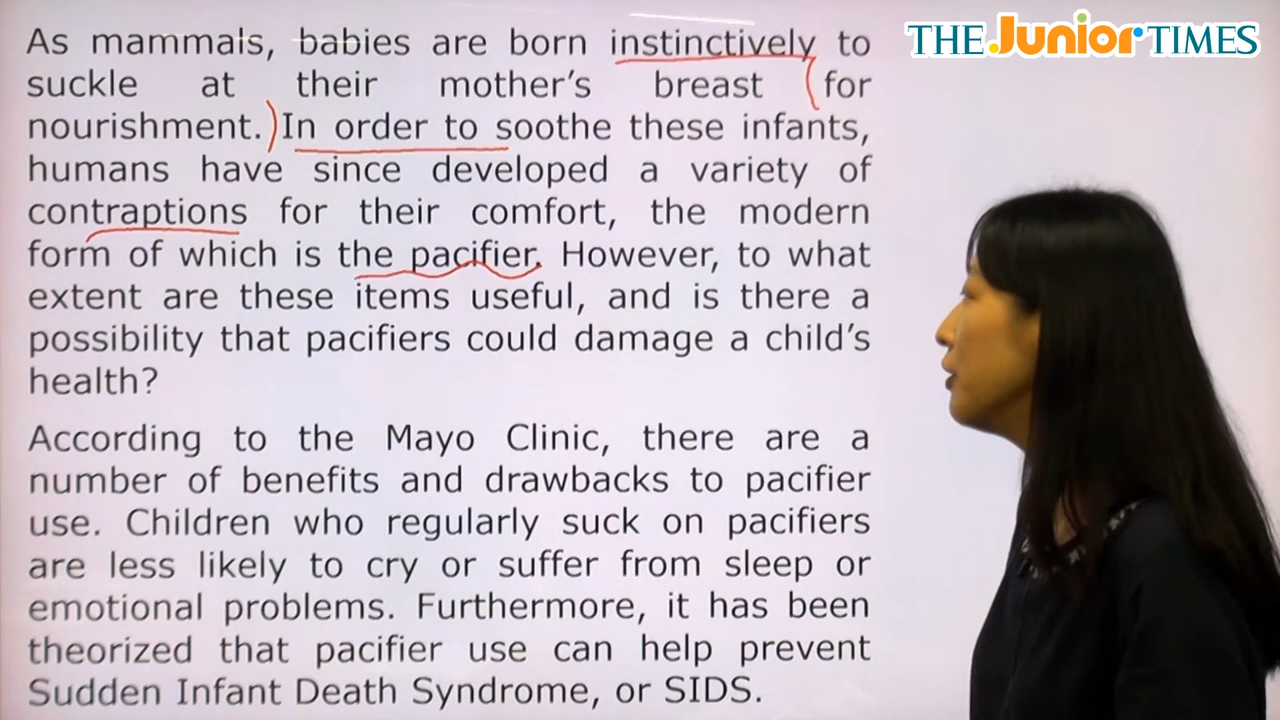 THE Junior TIMES
As mammals, babies are born instinctively to
suckle at their mother's breast for
nourishment. In order to soothe these infants,
humans have since developed a variety of
contraptions for their comfort, the modern
form of which is the pacifier. However, to what
extent are these items useful, and is there a
possibility that pacifiers could damage a child's
health?
According to the Mayo Clinic, there are a
number of benefits and drawbacks to pacifier
use. Children who regularly suck on pacifiers
are less likely to cry or suffer from sleep or
emotional problems. Furthermore, it has been
theorized that pacifier use can help prevent
Sudden Infant Death Syndrome, or SIDS.